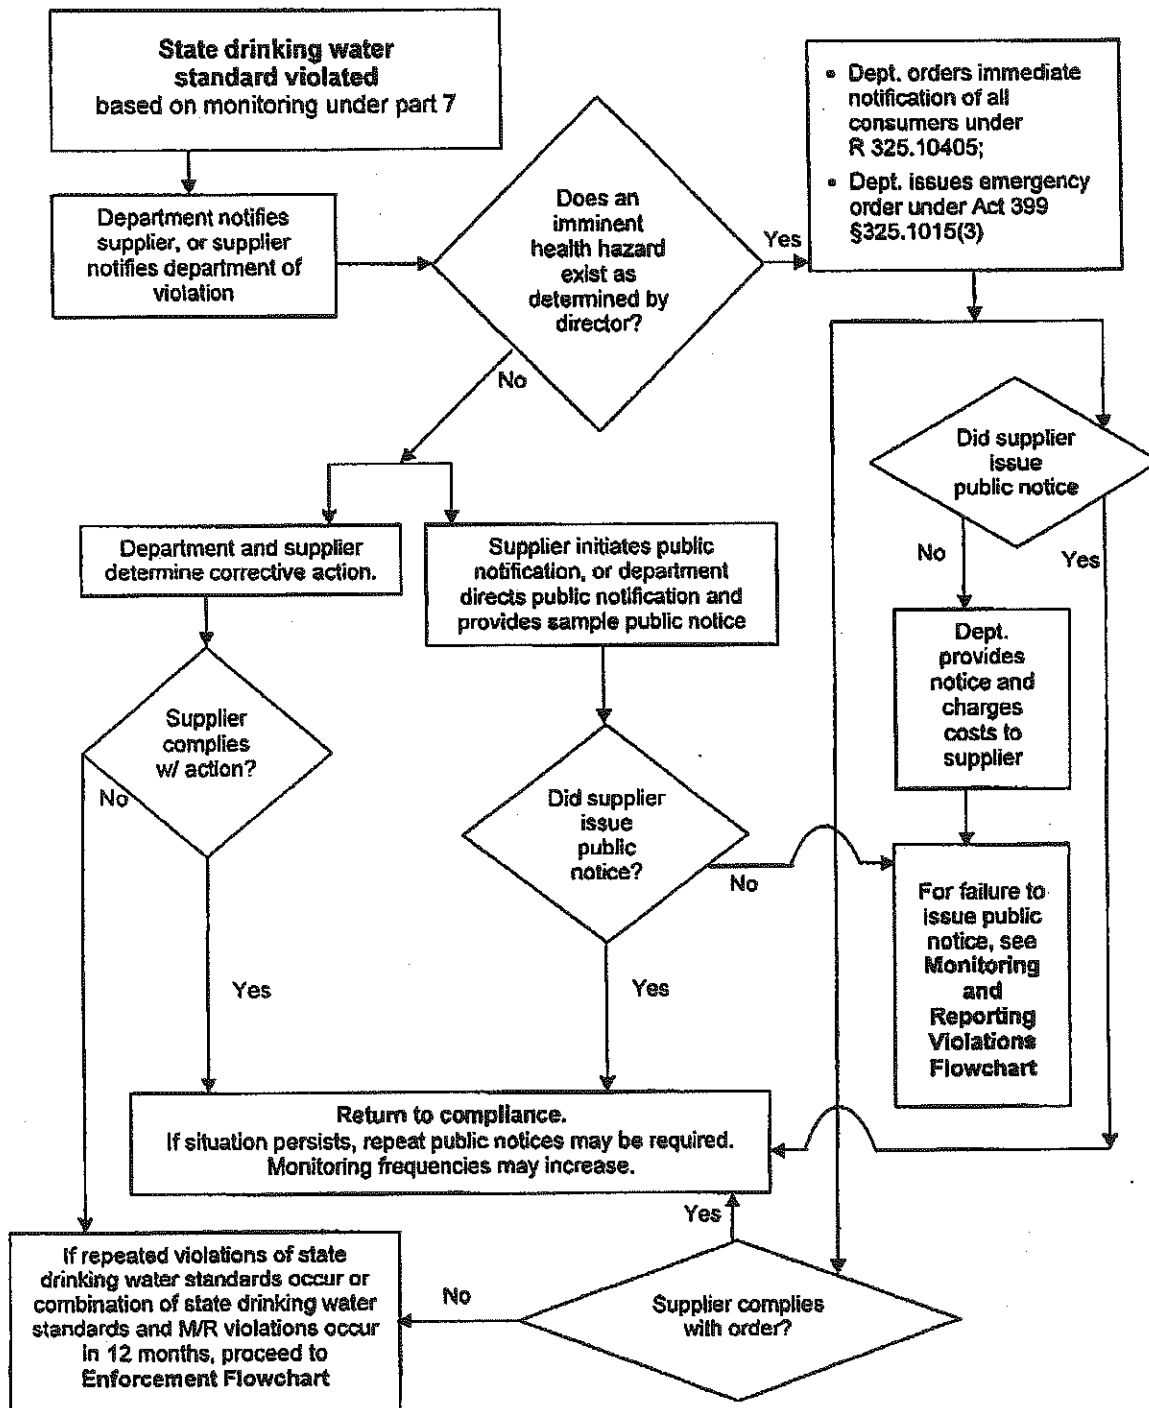 State drinking water
standard violated
based on monitoring under part 7
Department notifies
supplier, or supplier
notifies department of
violation
Does an
imminent
health hazard
exist as
determined by
director?
Yes
• Dept. orders immediate
notification of all
consumers under
R 325.10405;
• Dept. issues emergency
order under Act 399
§325.1015(3)
No
Did supplier
issue
public notice
No
Yes
Department and supplier
determine corrective action.
Supplier initiates public
notification, or department
directs public notification and
provides sample public notice
Dept.
provides
notice and
charges
costs to
supplier
Supplier
complies
w/ action?
No
Yes
Did supplier
issue
public
notice?
No
Yes
For failure to
issue public
notice, see
Monitoring
and
Reporting
Violations
Flowchart
Return to compliance.
If situation persists, repeat public notices may be required.
Monitoring frequencies may increase.
Yes
If repeated violations of state
drinking water standards occur or
combination of state drinking water
standards and M/R violations occur
in 12 months, proceed to
Enforcement Flowchart
No
Supplier complies
with order?